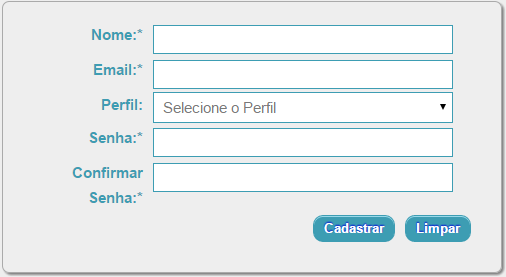 Nome:*
Email:*
Perfil: Selecione o Perfil
Senha:*
Confirmar
Senha:*
Cadastrar Limpar